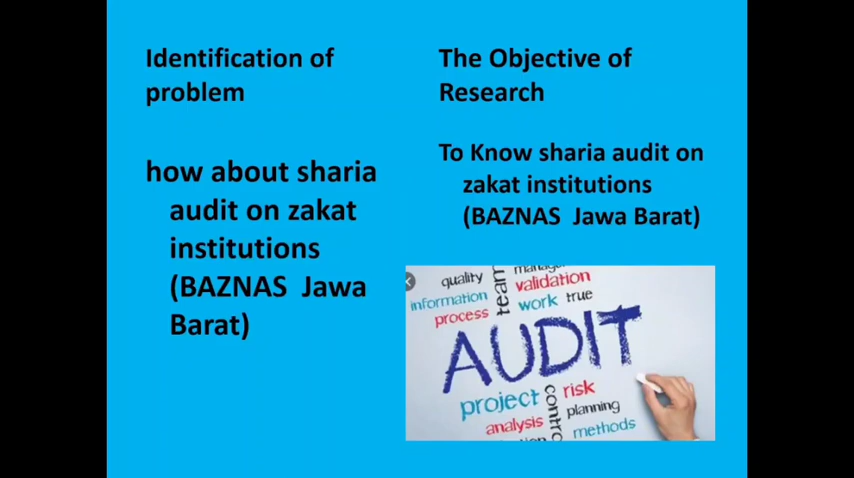 Identification of
problem
how about sharia
audit on zakat
institutions
(BAZNAS Jawa
Barat)
The Objective of
Research
To Know sharia audit on
zakat institutions
(BAZNAS Jawa Barat)
quality
information
process
team
validation
work true
AUDIT
project
risk
planning
analysis
methods